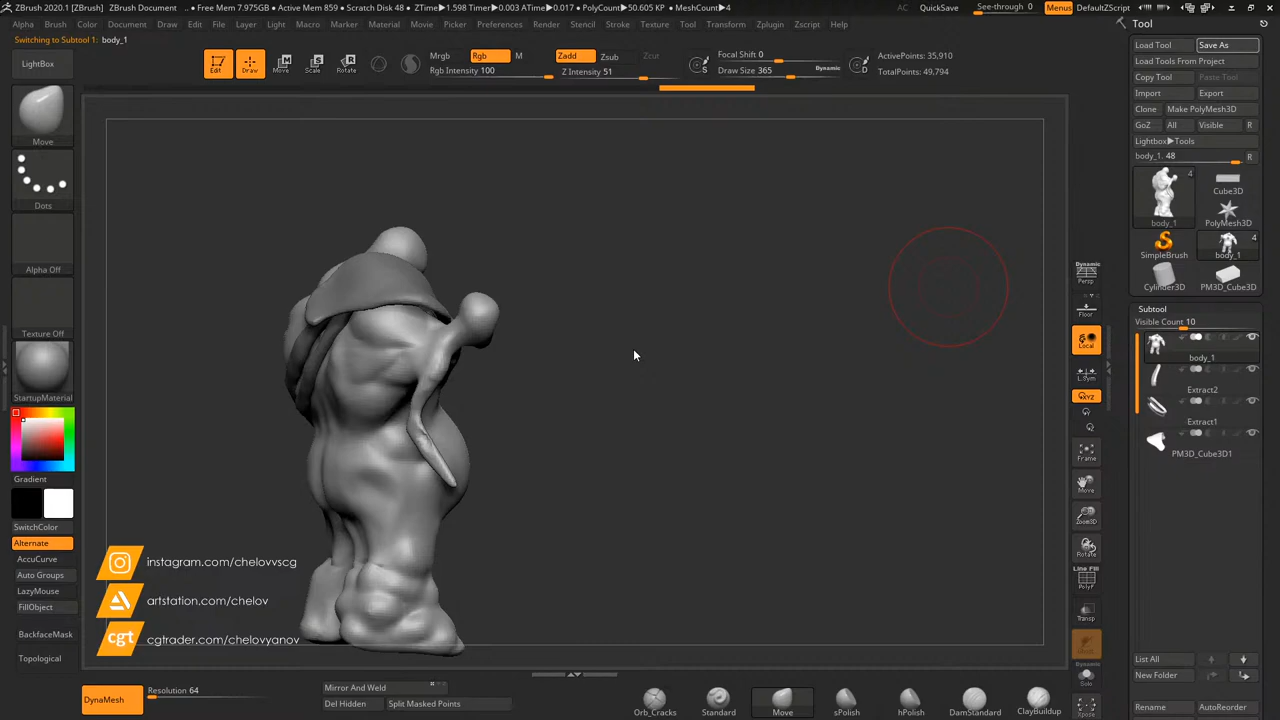 ZBrush 2020.1 [ZBrush] ZBrush Document .. • Free Mem 7.975GB • Active Mem 859 • Scratch Disk 48 • ZTime▶1.598 Timer▶0.003 ATime▶0.017 • PolyCount▶50.605 KP • MeshCount▶4 AC QuickSave See-through 0 Menus DefaultZScript
Alpha Brush Color Document Draw Edit File Layer Light Macro Marker Material Movie Picker Preferences Render Stencil Stroke Texture Tool Transform Zplugin Zscript Help
Switching to Subtool 1: body_1
LightBox
Edit Draw Move Scale Rotate
Mrgb Rgb M
Rgb Intensity 100
Zadd Zsub Zcut
Z Intensity 51
Focal Shift 0
Draw Size 365 Dynamic
S
D
ActivePoints: 35,910
TotalPoints: 49,794
Move
Dots
Alpha Off
Texture Off
StartupMaterial
Gradient
SwitchColor
Alternate
AccuCurve
Auto Groups
LazyMouse
FillObject
BackfaceMask
Topological
instagram.com/chelovvscg
artstation.com/chelov
cgt cgtrader.com/chelovyanov
DynaMesh
Resolution 64
Mirror And Weld
Del Hidden Split Masked Points
Orb_Cracks Standard Move sPolish hPolish DamStandard ClayBuildup
Dynamic
Persp
Floor
Local
L.Sym
XYZ
Frame
Move
Zoom3D
Rotate
Line Fill
PolyF
Transp
Dynamic
Solo
Xpose
Tool
Load Tool Save As
Load Tools From Project
Copy Tool Paste Tool
Import Export
Clone Make PolyMesh3D
GoZ All Visible R
Lightbox▶Tools
body_1. 48 R
4
body_1
Cube3D
PolyMesh3D
SimpleBrush
4
body_1
Cylinder3D
PM3D_Cube3D
Subtool
Visible Count 10
body_1
Extract2
Extract1
PM3D_Cube3D1
List All
New Folder
Rename AutoReorder